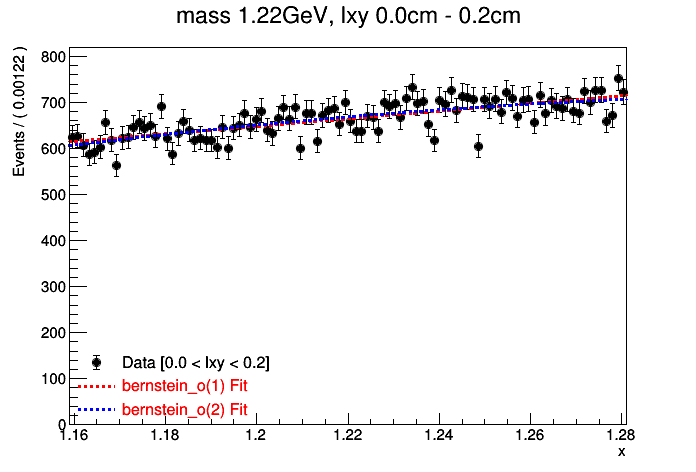 mass 1.22GeV, lxy 0.0cm - 0.2cm
Events / ( 0.00122 )
800
700
600
500
400
300
200
100
0
Data [0.0 < lxy < 0.2]
bernstein_o(1) Fit
bernstein_o(2) Fit
1.16 1.18 1.2 1.22 1.24 1.26 1.28
x